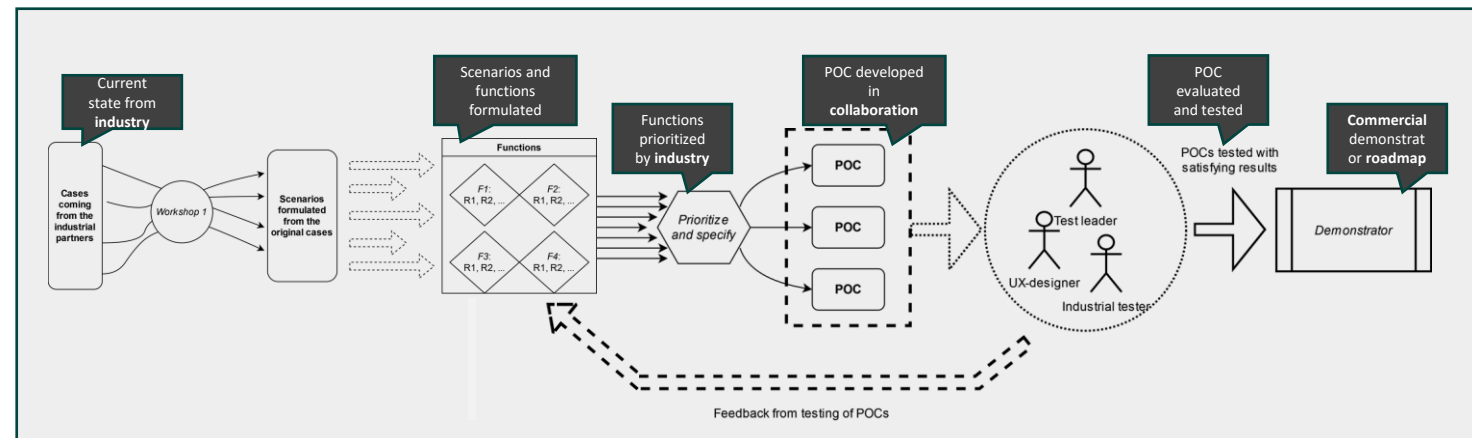 Current
state from
industry
Cases
coming
from the
industrial
partners
Workshop 1
Scenarios
formulated
from the
original cases
Scenarios and
functions
formulated
Functions
F1:
R1, R2, ...
F2:
R1, R2, ...
F3:
R1, R2, ...
F4:
R1, R2, ...
Functions
prioritized
by industry
Prioritize
and specify
POC developed
in
collaboration
POC
POC
POC
Test leader
UX-designer
Industrial tester
POC
evaluated
and tested
POCs tested with
satisfying results
Commercial
demonstrat
or roadmap
Demonstrator
Feedback from testing of POCs